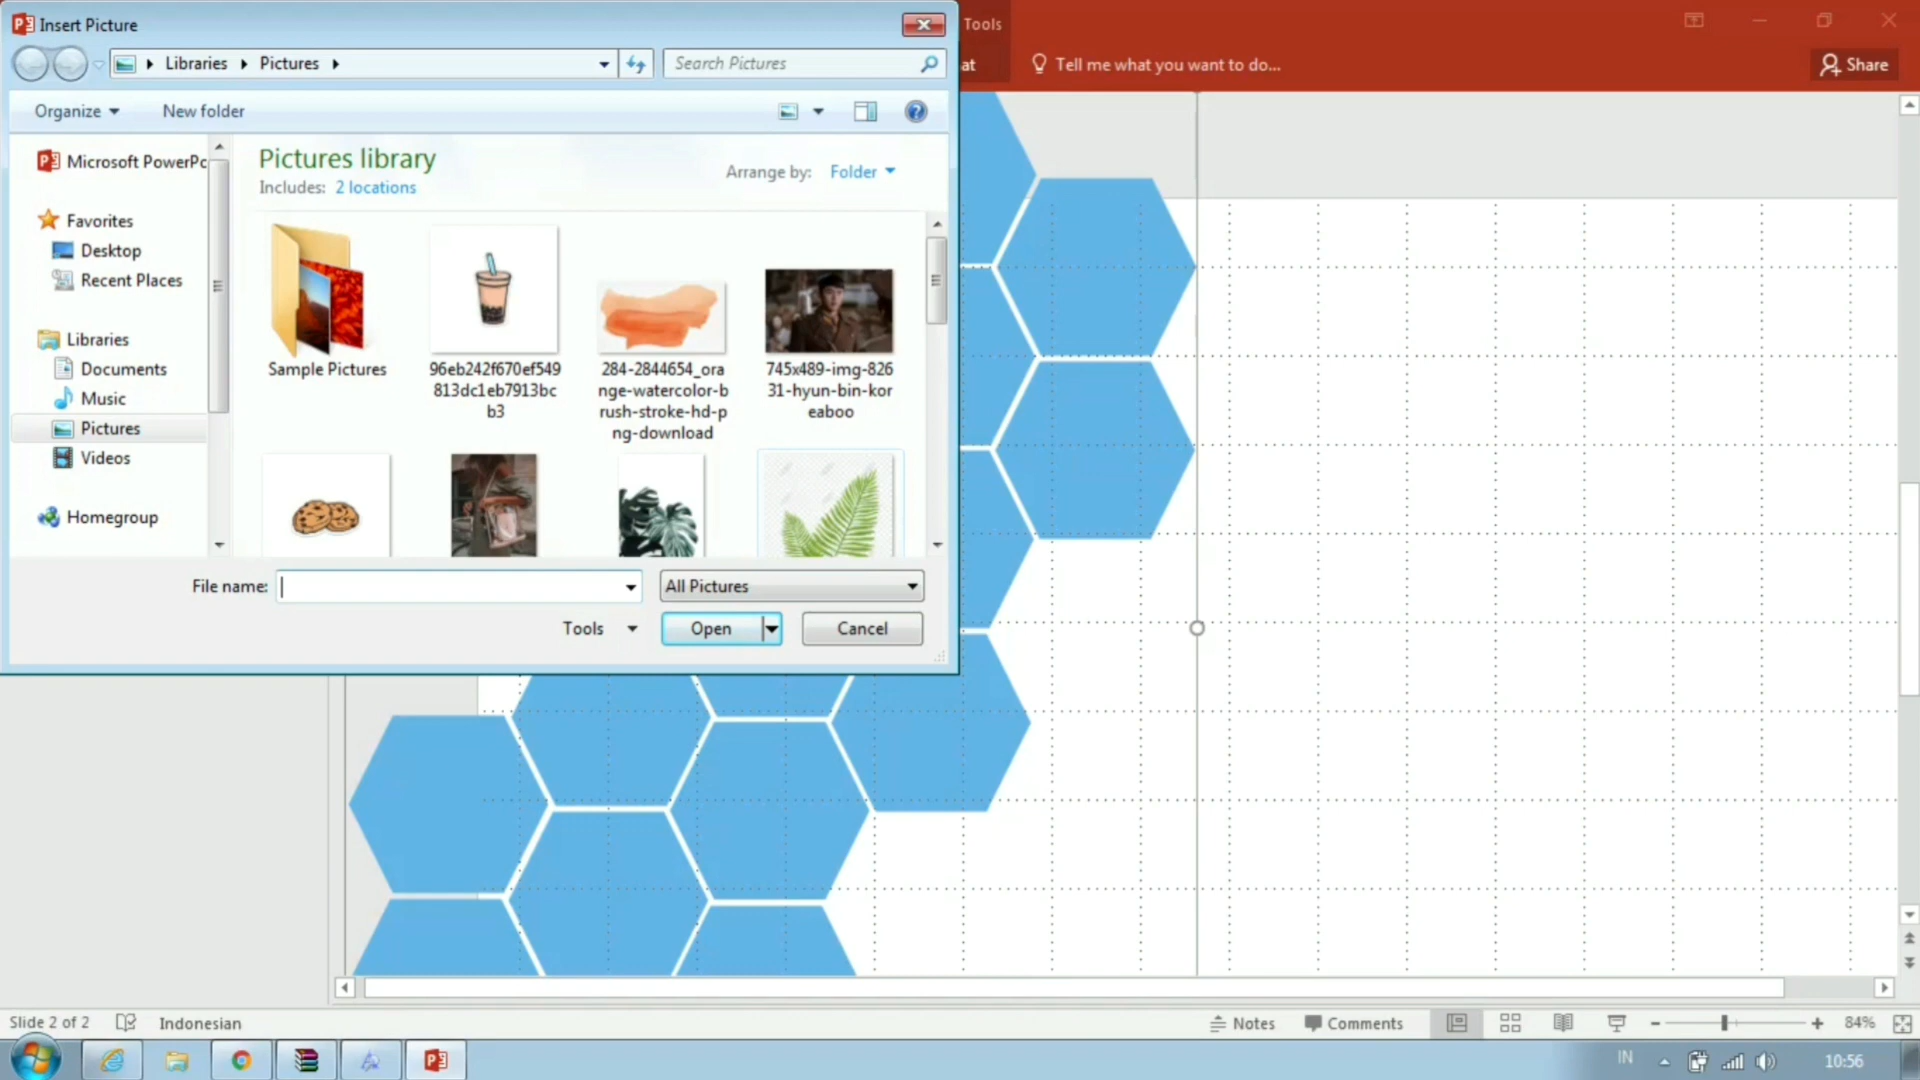 Insert Picture
Tools
Libraries
Pictures
Search Pictures
at
Tell me what you want to do...
Share
Organize
New folder
Microsoft PowerPc
Pictures library
Includes: 2 locations
Arrange by: Folder
Favorites
Desktop
Recent Places
Libraries
Documents
Music
Pictures
Videos
Homegroup
Sample Pictures
96eb242f670ef549
813dc1eb7913bc
b3
284-2844654_ora
nge-watercolor-b
rush-stroke-hd-p
ng-download
745x489-img-826
31-hyun-bin-kor
eaboo
File name:
All Pictures
Tools
Open
Cancel
Slide 2 of 2
Indonesian
Notes
Comments
84%
IN
10:56